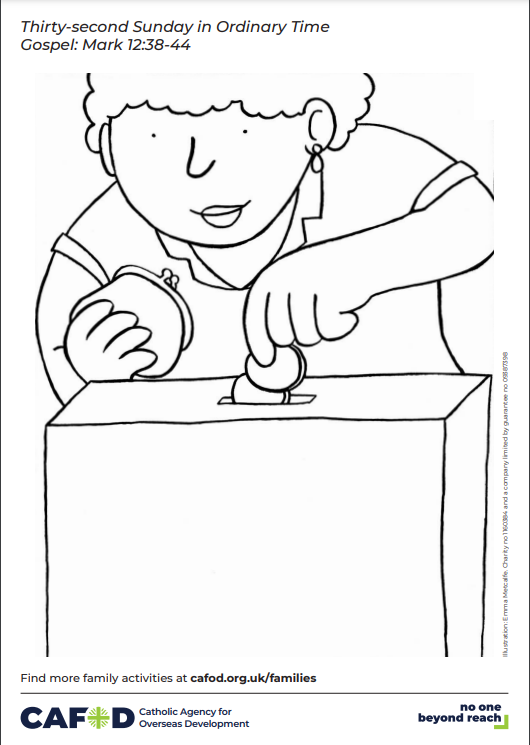 Thirty-second Sunday in Ordinary Time
Gospel: Mark 12:38-44
Illustration: Emma Metcalfe. Charity no 1160384 and a company limited by guarantee no 09387398
Find more family activities at cafod.org.uk/families
CAFOD
Catholic Agency for
Overseas Development
no one
beyond reach